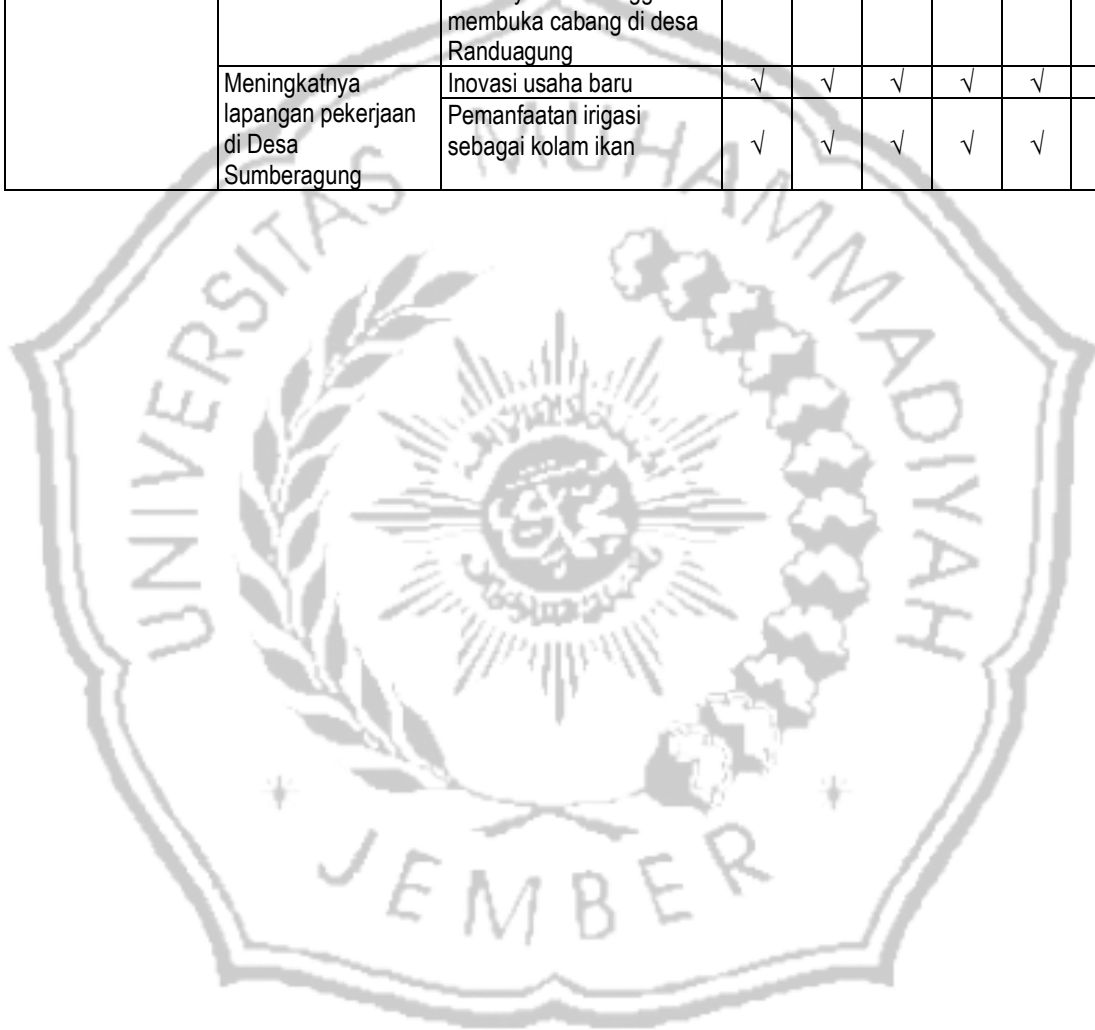 membuka cabang di desa
Randuagung
Meningkatnya
lapangan pekerjaan
di Desa
Sumberagung
Inovasi usaha baru √ √ √ √ √
Pemanfaatan irigasi
sebagai kolam ikan √ √ √ √ √
UNIVERSITAS MUHAMMADIYAH
JEMBER